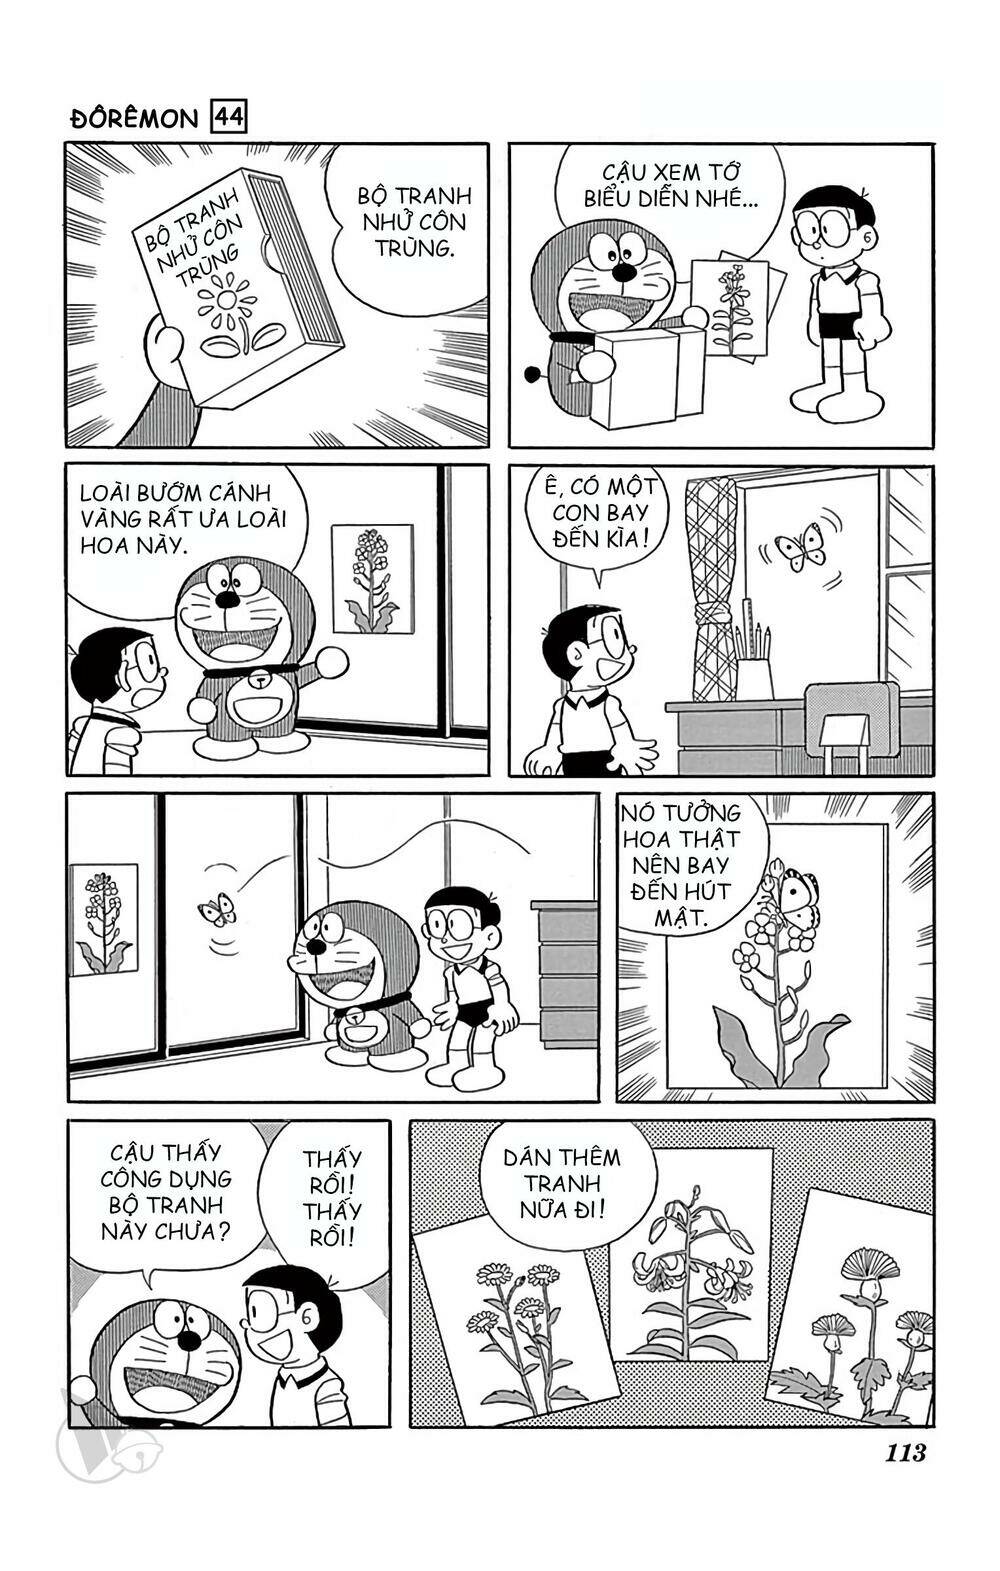 ĐÔRÊMON 44
BỘ TRANH
NHỬ CÔN
TRÙNG
BỘ TRANH
NHỬ CÔN
TRÙNG.
CẬU XEM TỚ
BIỂU DIỄN NHÉ...
LOÀI BƯỚM CÁNH
VÀNG RẤT ƯA LOÀI
HOA NÀY.
Ê, CÓ MỘT
CON BAY
ĐẾN KÌA!
NÓ TƯỞNG
HOA THẬT
NÊN BAY
ĐẾN HÚT
MẬT.
CẬU THẤY
CÔNG DỤNG
BỘ TRANH
NÀY CHƯA?
THẤY
RỒI!
THẤY
RỒI!
DÁN THÊM
TRANH
NỮA ĐI!
113